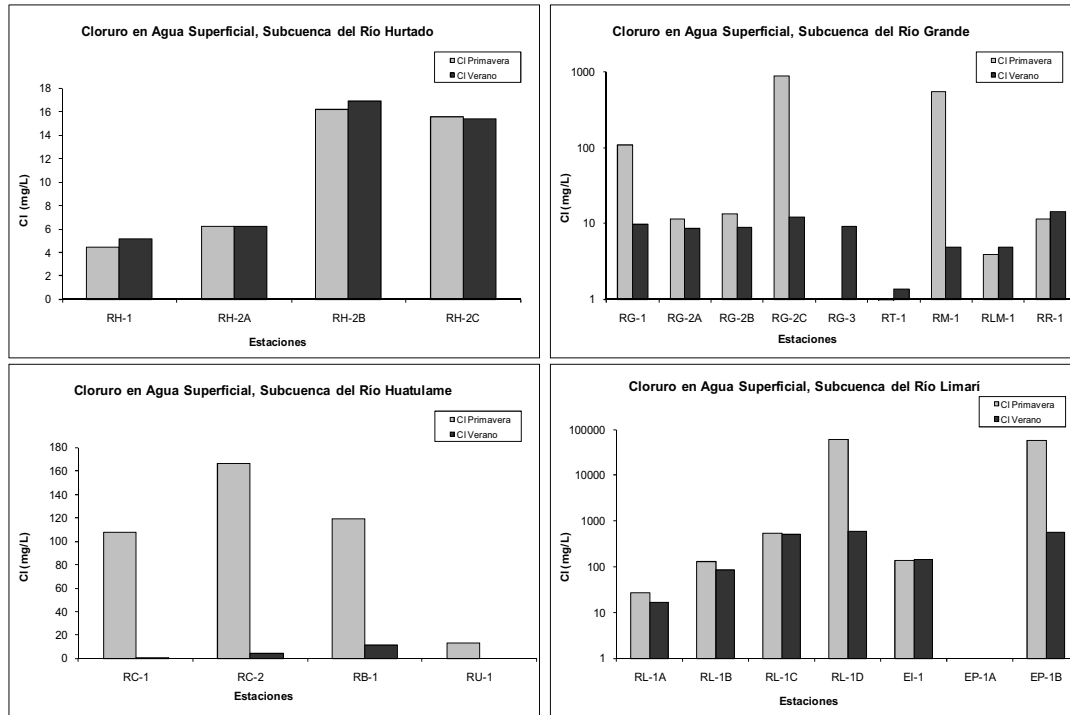 Cloruro en Agua Superficial, Subcuenca del Río Hurtado
Cl Primavera
Cl Verano
18
16
14
12
10
8
6
4
2
0
Cl (mg/L)
RH-1 RH-2A RH-2B RH-2C
Estaciones
Cloruro en Agua Superficial, Subcuenca del Río Grande
Cl Primavera
Cl Verano
1000
100
10
1
Cl (mg/L)
RG-1 RG-2A RG-2B RG-2C RG-3 RT-1 RM-1 RLM-1 RR-1
Estaciones
Cloruro en Agua Superficial, Subcuenca del Río Huatulame
Cl Primavera
Cl Verano
180
160
140
120
100
80
60
40
20
0
Cl (mg/L)
RC-1 RC-2 RB-1 RU-1
Estaciones
Cloruro en Agua Superficial, Subcuenca del Río Limarí
Cl Primavera
Cl Verano
100000
10000
1000
100
10
1
Cl (mg/L)
RL-1A RL-1B RL-1C RL-1D EI-1 EP-1A EP-1B
Estaciones